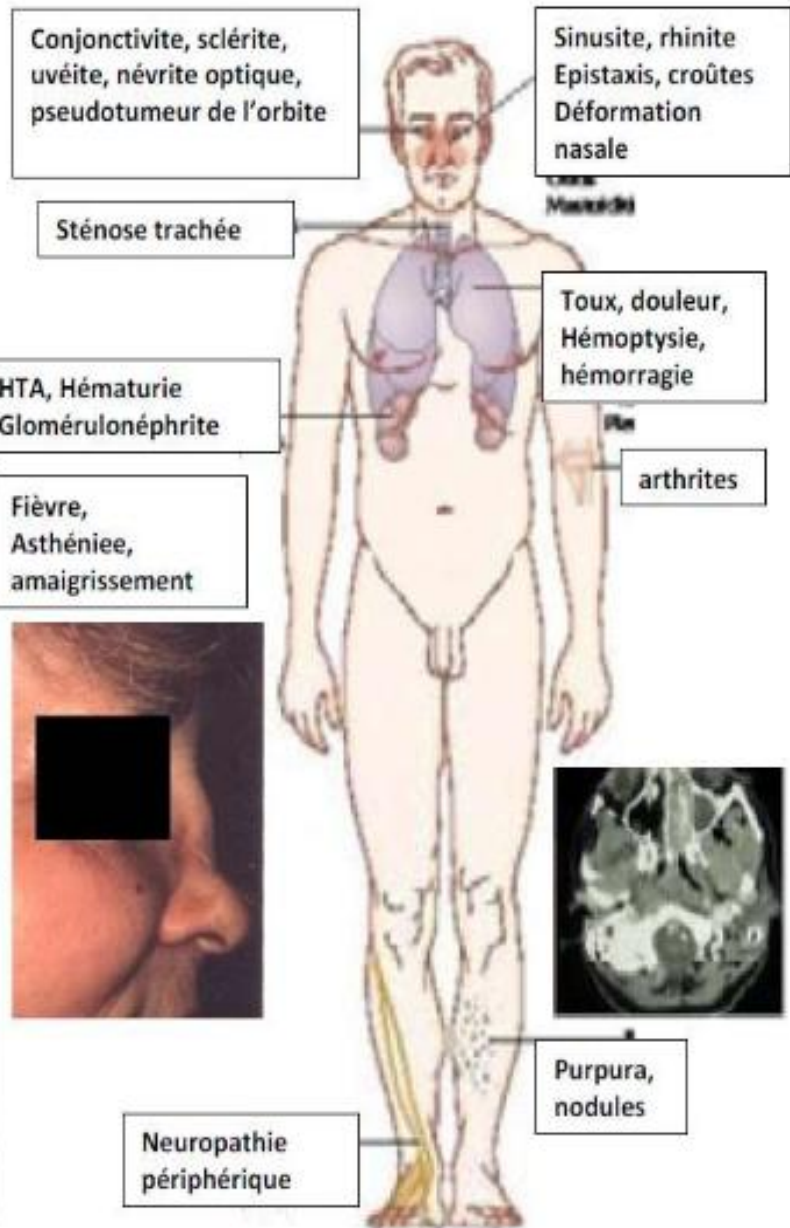 Conjonctivite, sclérite,
uvéite, névrite optique,
pseudotumeur de l'orbite
Sinusite, rhinite
Epistaxis, croûtes
Déformation
nasale
Sténose trachée
Toux, douleur,
Hémoptysie,
hémorragie
HTA, Hématurie
Glomérulonéphrite
arthrites
Fièvre,
Asthéniee,
amaigrissement
Purpura,
nodules
Neuropathie
périphérique